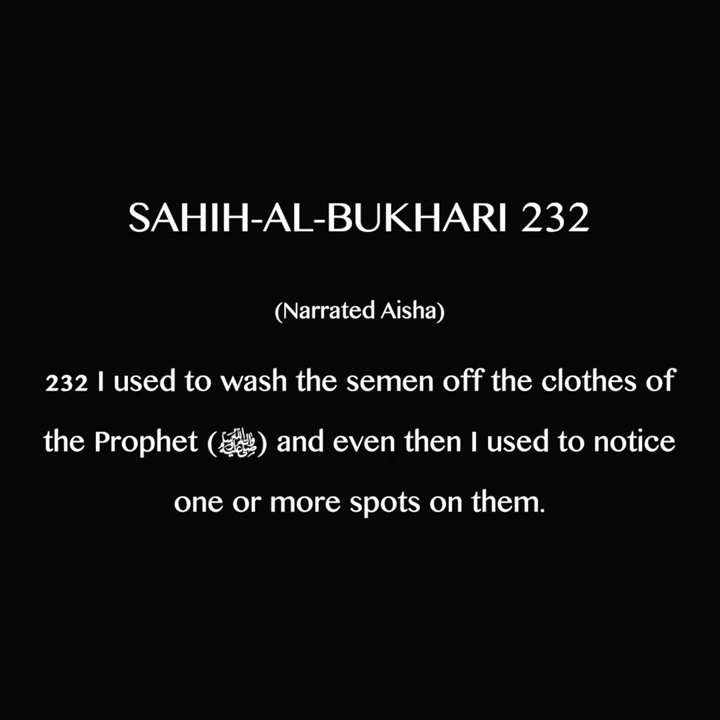 SAHIH-AL-BUKHARI 232
(Narrated Aisha)
232 I used to wash the semen off the clothes of
the Prophet (ﷺ) and even then I used to notice
one or more spots on them.